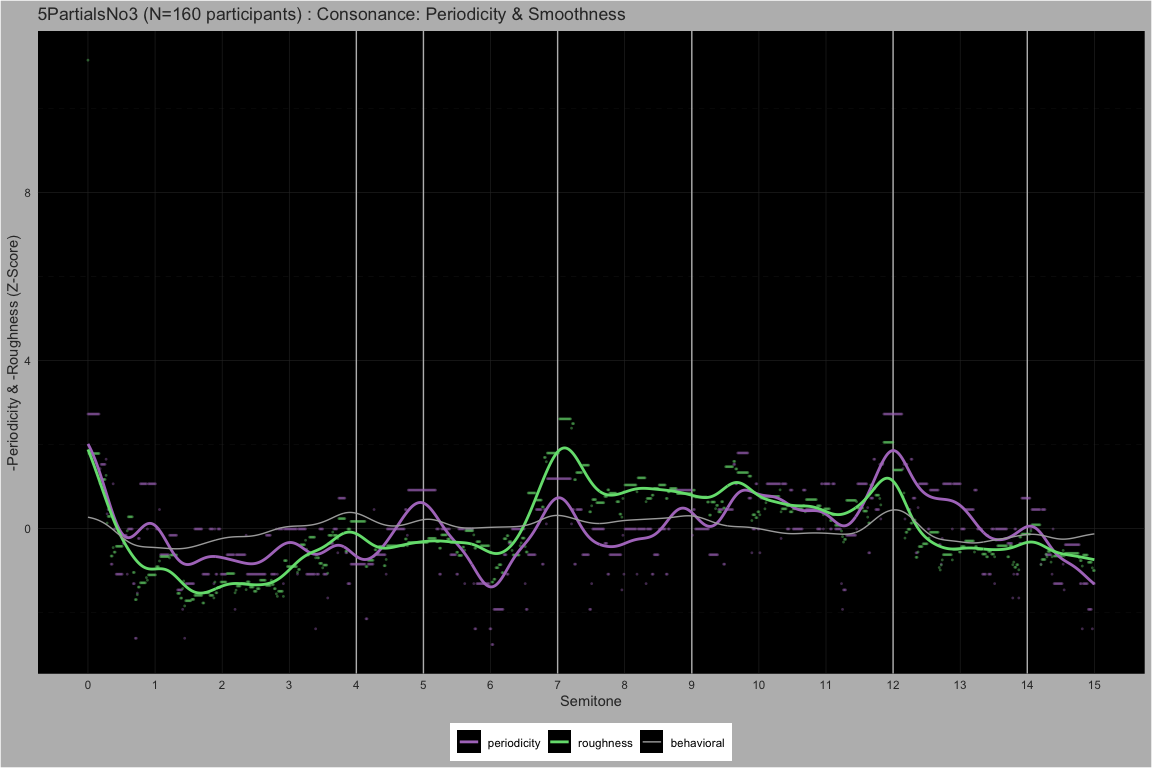 5PartialsNo3 (N=160 participants) : Consonance: Periodicity & Smoothness
-Periodicity & -Roughness (Z-Score)
8
4
0
0 1 2 3 4 5 6 7 8 9 10 11 12 13 14 15
Semitone
periodicity roughness behavioral